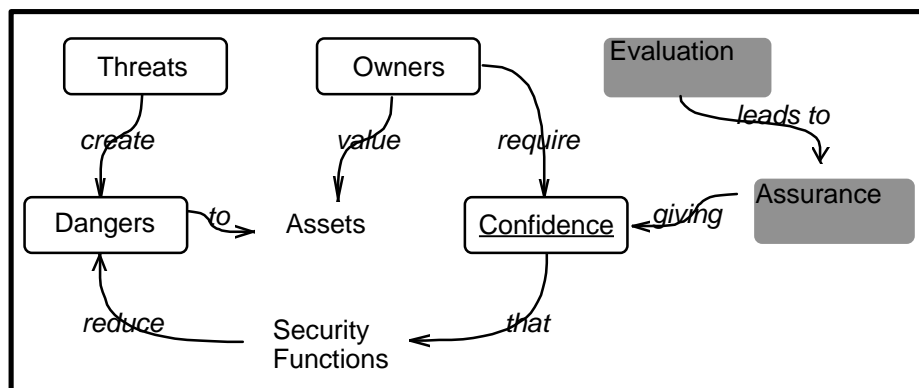 Threats
Owners
Evaluation
create
value
require
leads to
Dangers
to
Assets
Confidence
giving
Assurance
reduce
Security
Functions
that